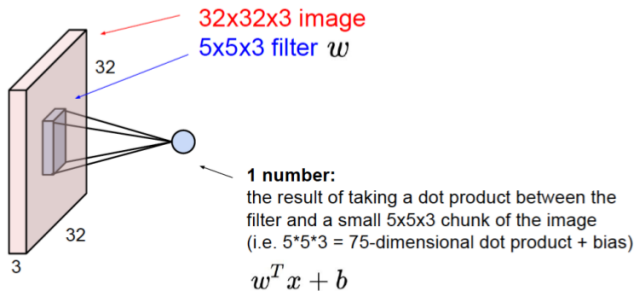 32x32x3 image
5x5x3 filter w
32
1 number:
the result of taking a dot product between the
filter and a small 5x5x3 chunk of the image
(i.e. 5*5*3 = 75-dimensional dot product + bias)
32
3
w^T x + b